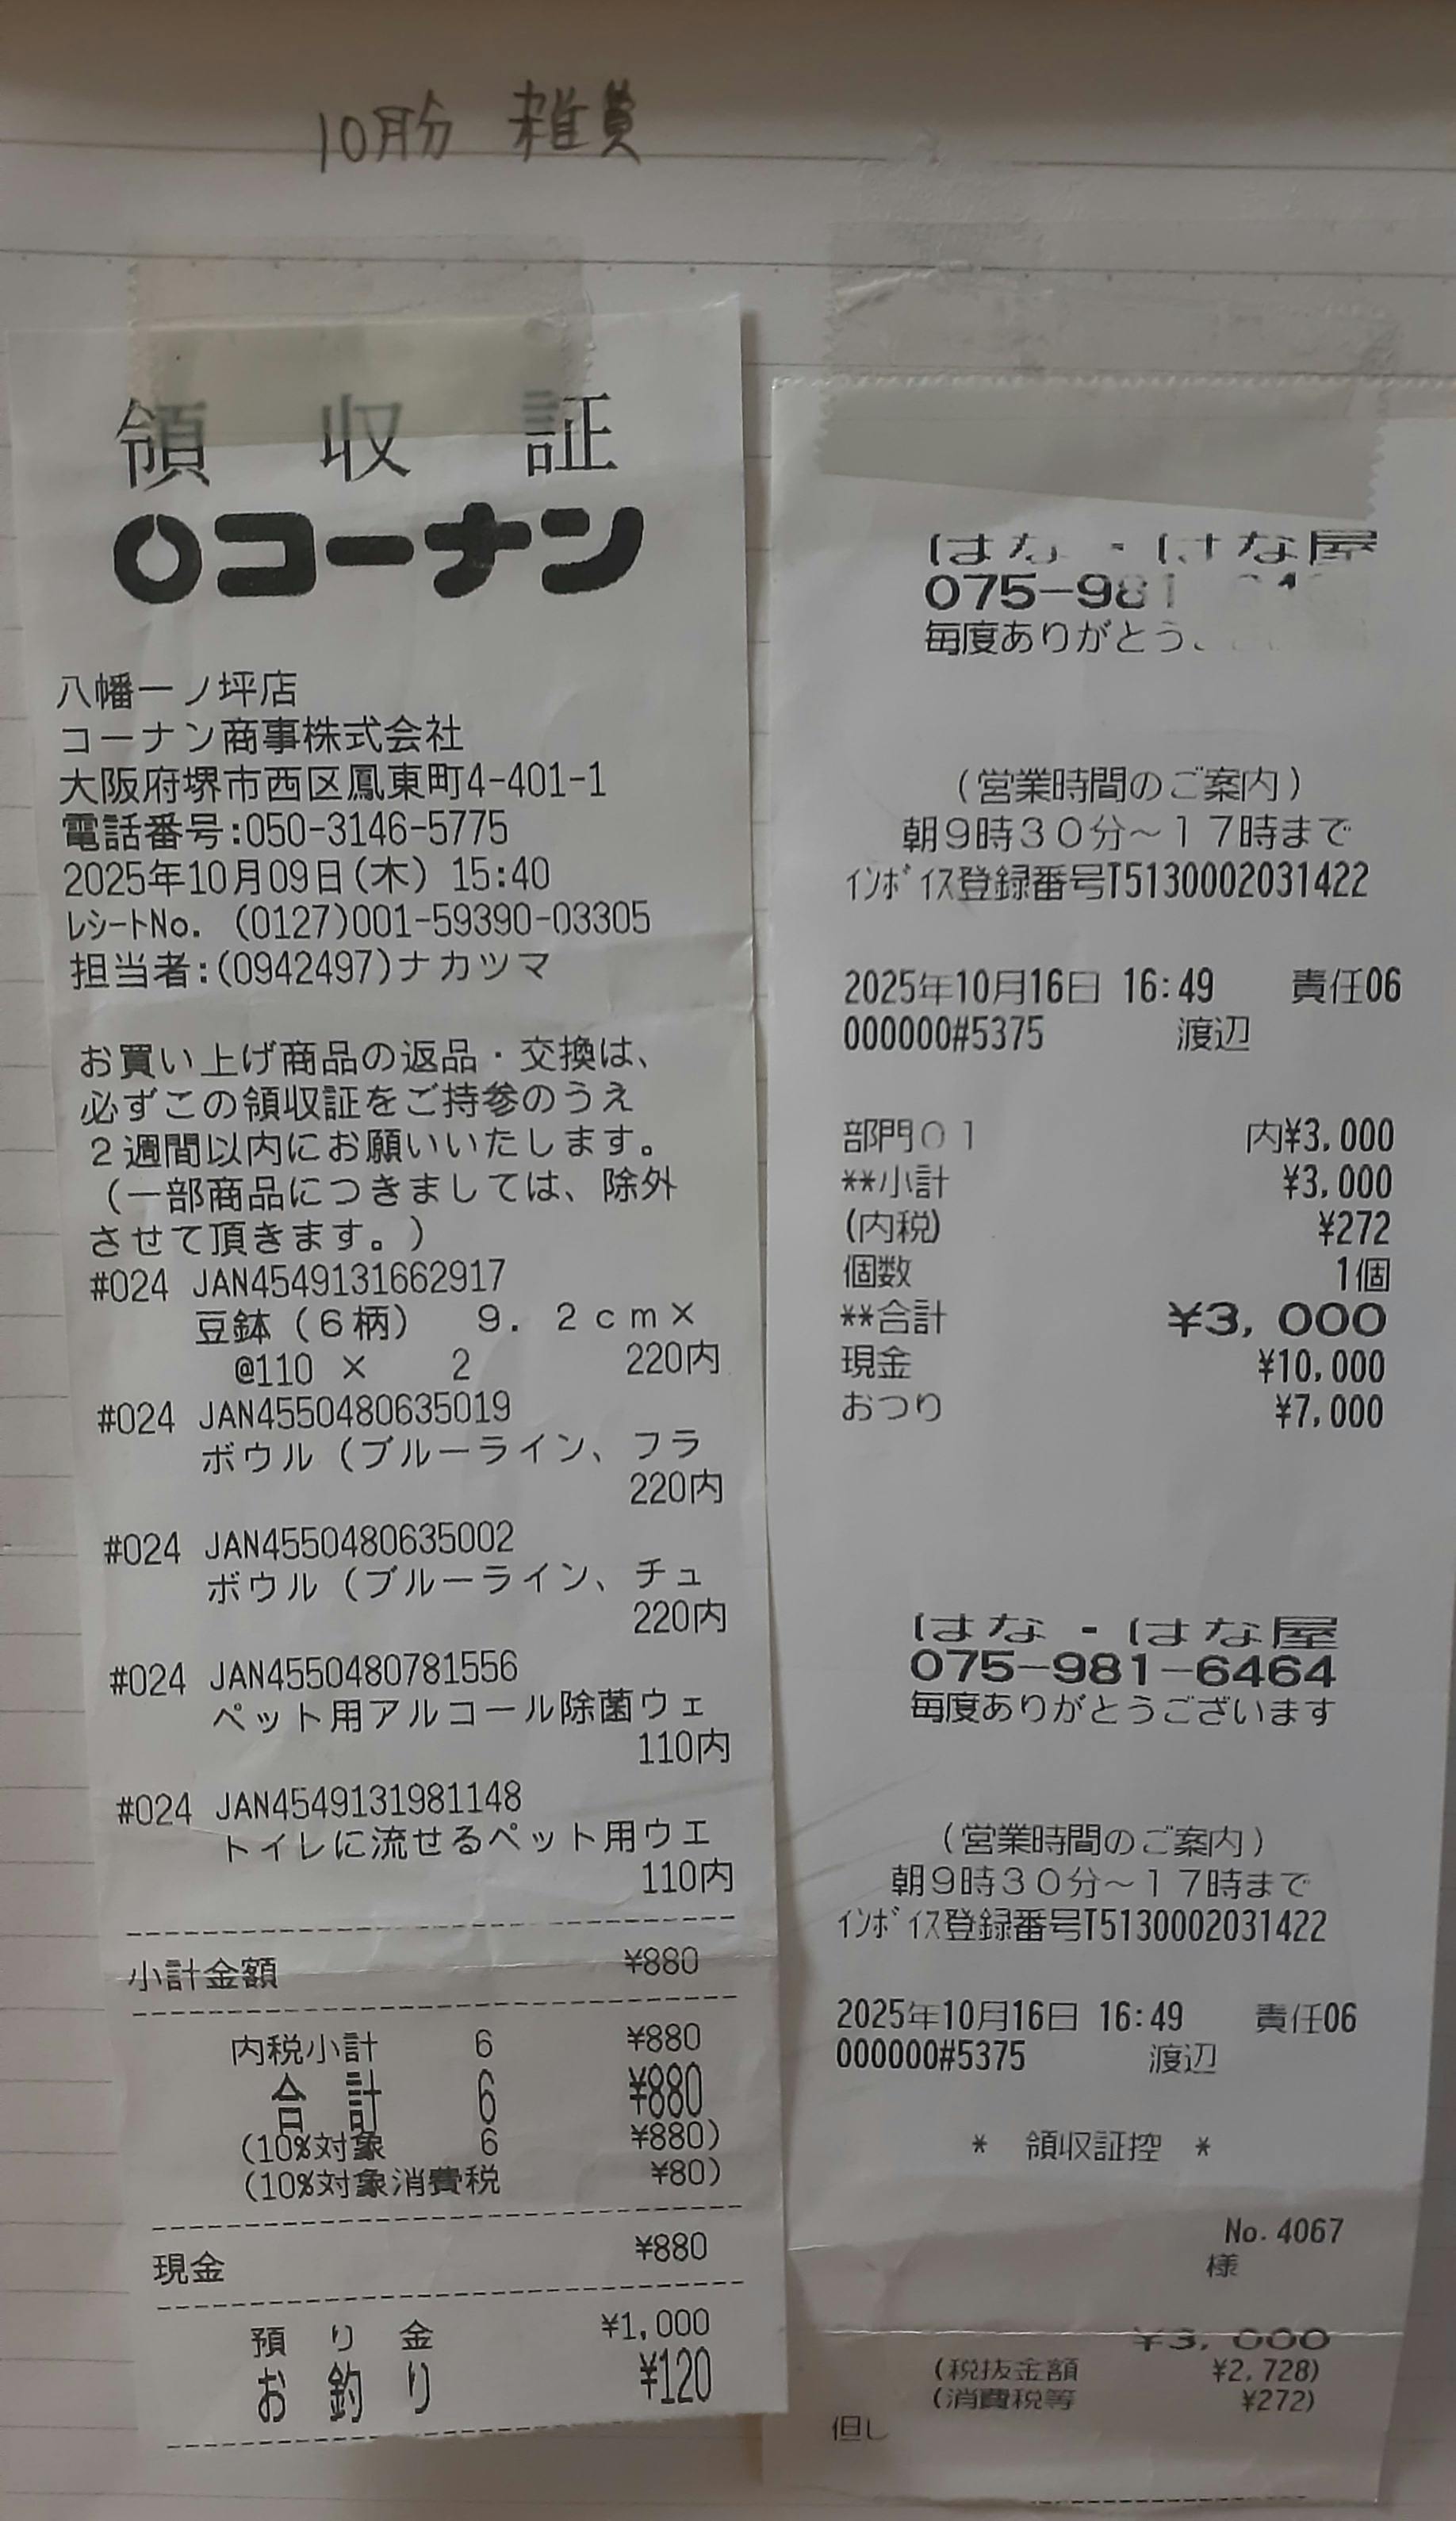 10月分 雑費
領収証
コーナン
八幡一ノ坪店
コーナン商事株式会社
大阪府堺市西区鳳東町4-401-1
電話番号:050-3146-5775
2025年10月09日(木) 15:40
レシートNo. (0127)001-59390-03305
担当者:(0942497)ナカツマ
お買い上げ商品の返品・交換は、
必ずこの領収証をご持参のうえ
2週間以内にお願いいたします。
(一部商品につきましては、除外
させて頂きます。)
#024 JAN4549131662917
豆鉢(6柄) 9.2cm×
@110 × 2 220内
#024 JAN4550480635019
ボウル(ブルーライン、フラ
220内
#024 JAN4550480635002
ボウル(ブルーライン、チュ
220内
#024 JAN4550480781556
ペット用アルコール除菌ウェ
110内
#024 JAN4549131981148
トイレに流せるペット用ウエ
110内
小計金額 ¥880
内税小計 6 ¥880
合計 6 ¥880
(10%対象 6 ¥880)
(10%対象消費税 ¥80)
現金 ¥880
預り金 ¥1,000
お釣り ¥120
はな-はな屋
075-981
毎度ありがとう
(営業時間のご案内)
朝9時30分~17時まで
インボイス登録番号T5130002031422
2025年10月16日 16:49 責任06
000000#5375 渡辺
部門01 内¥3,000
**小計 ¥3,000
(内税) ¥272
個数 1個
**合計 ¥3,000
現金 ¥10,000
おつり ¥7,000
はな-はな屋
075-981-6464
毎度ありがとうございます
(営業時間のご案内)
朝9時30分~17時まで
インボイス登録番号T5130002031422
2025年10月16日 16:49 責任06
000000#5375 渡辺
* 領収証控 *
No.4067
様
¥3,000
(税抜金額 ¥2,728)
(消費税等 ¥272)
但し